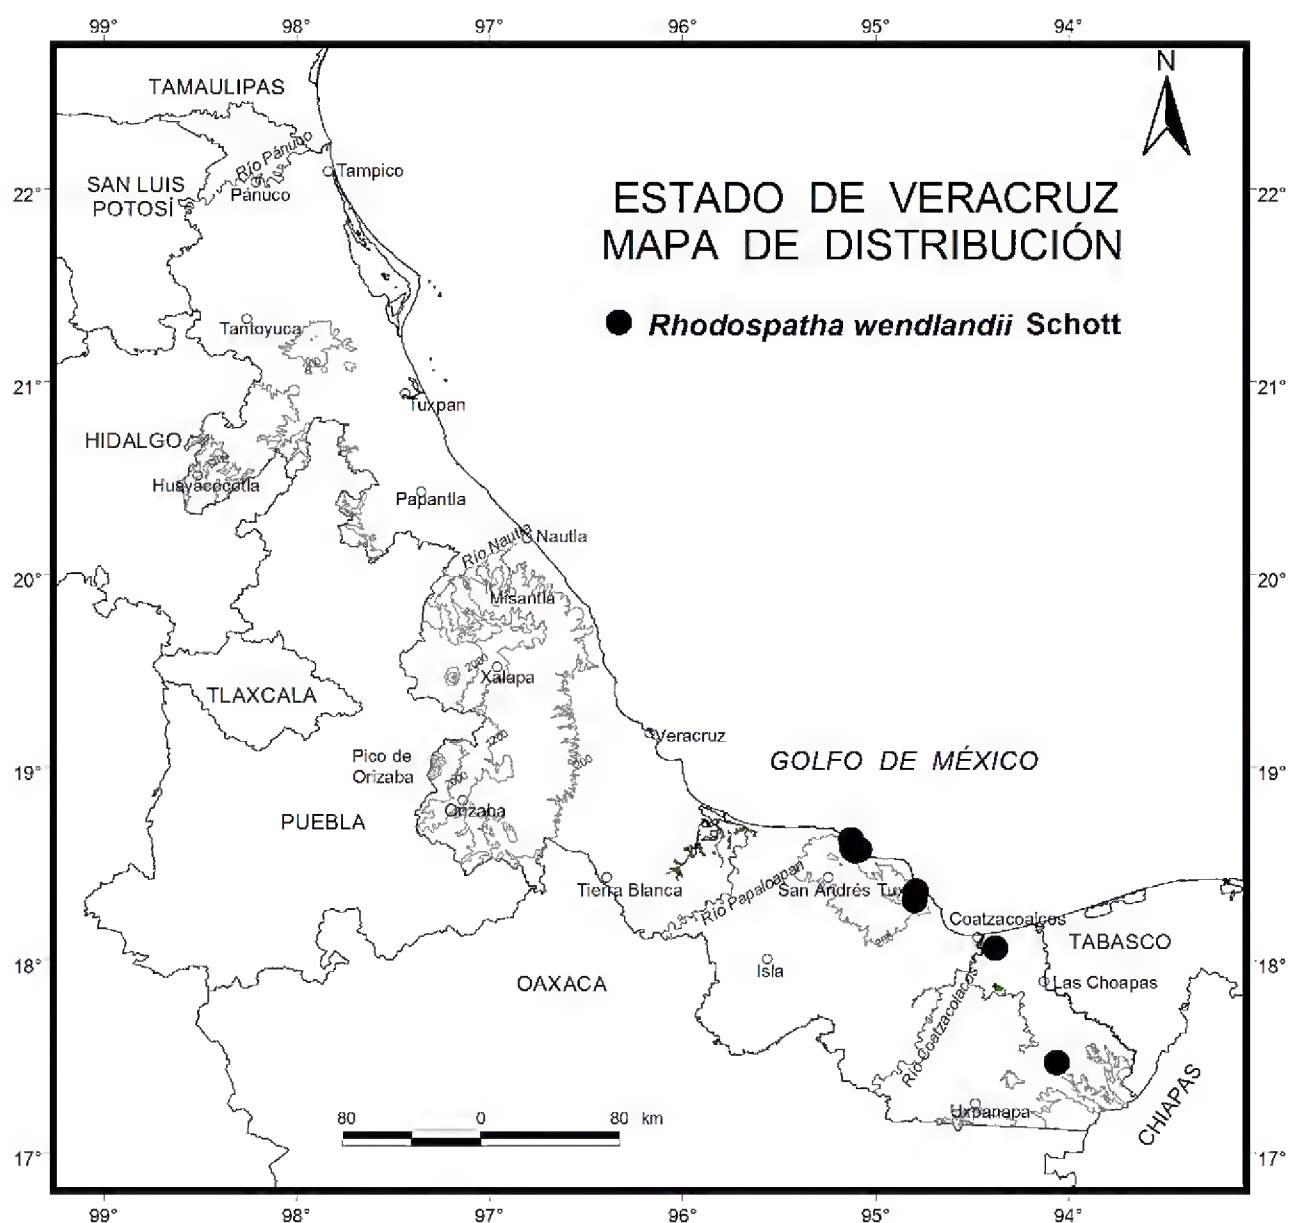 99° 98° 97° 96° 95° 94°
N
TAMAULIPAS
Río Pánuco
Tampico
SAN LUIS
POTOSÍ
Pánuco
22° 22°
ESTADO DE VERACRUZ
MAPA DE DISTRIBUCIÓN
Rhodospatha wendlandii Schott
Tantoyuca
21° 21°
Tuxpan
HIDALGO
Huayacocotla
Papantla
Río Nautla
Nautla
20° 20°
Misantla
2000
Xalapa
TLAXCALA
1200
Veracruz
Pico de
Orizaba
GOLFO DE MÉXICO
19° 19°
200
Orizaba
PUEBLA
Tierra Blanca
Río Papaloapan
San Andrés Tux
Coatzacoalcos
200
TABASCO
18° 18°
Isla
OAXACA
Las Choapas
Río Coatzacoalcos
CHIAPAS
Uxpanapa
80 0 80 km
17° 17°
99° 98° 97° 96° 95° 94°